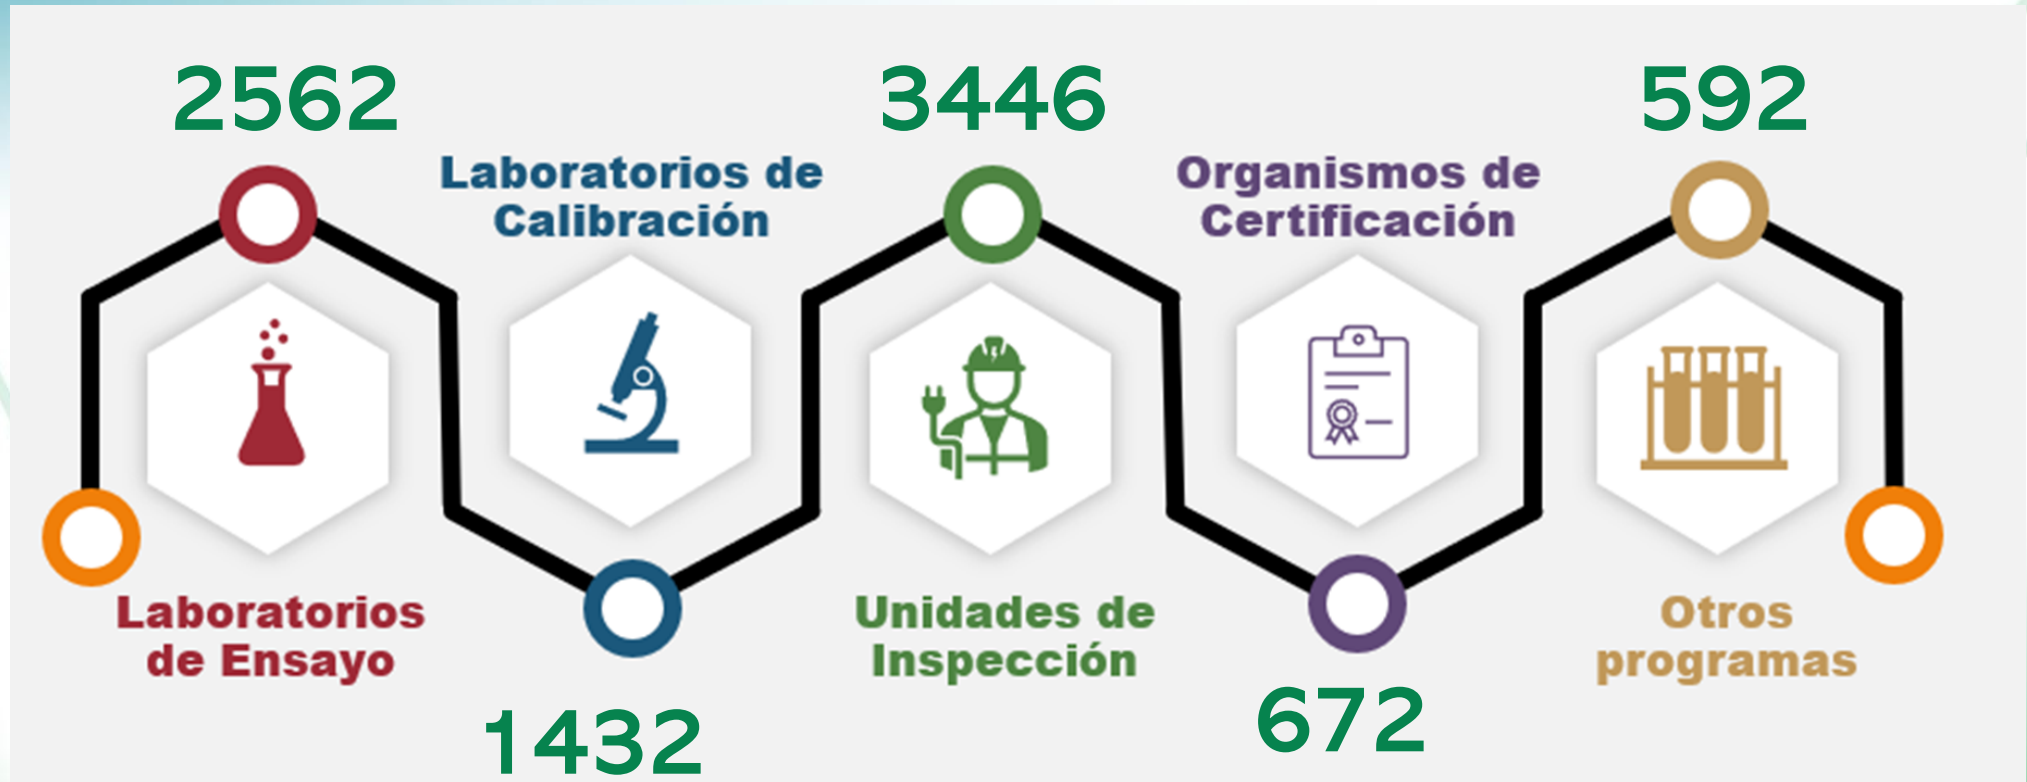 2562
Laboratorios
de Ensayo
Laboratorios de
Calibración
1432
3446
Unidades de
Inspección
Organismos de
Certificación
672
592
Otros
programas